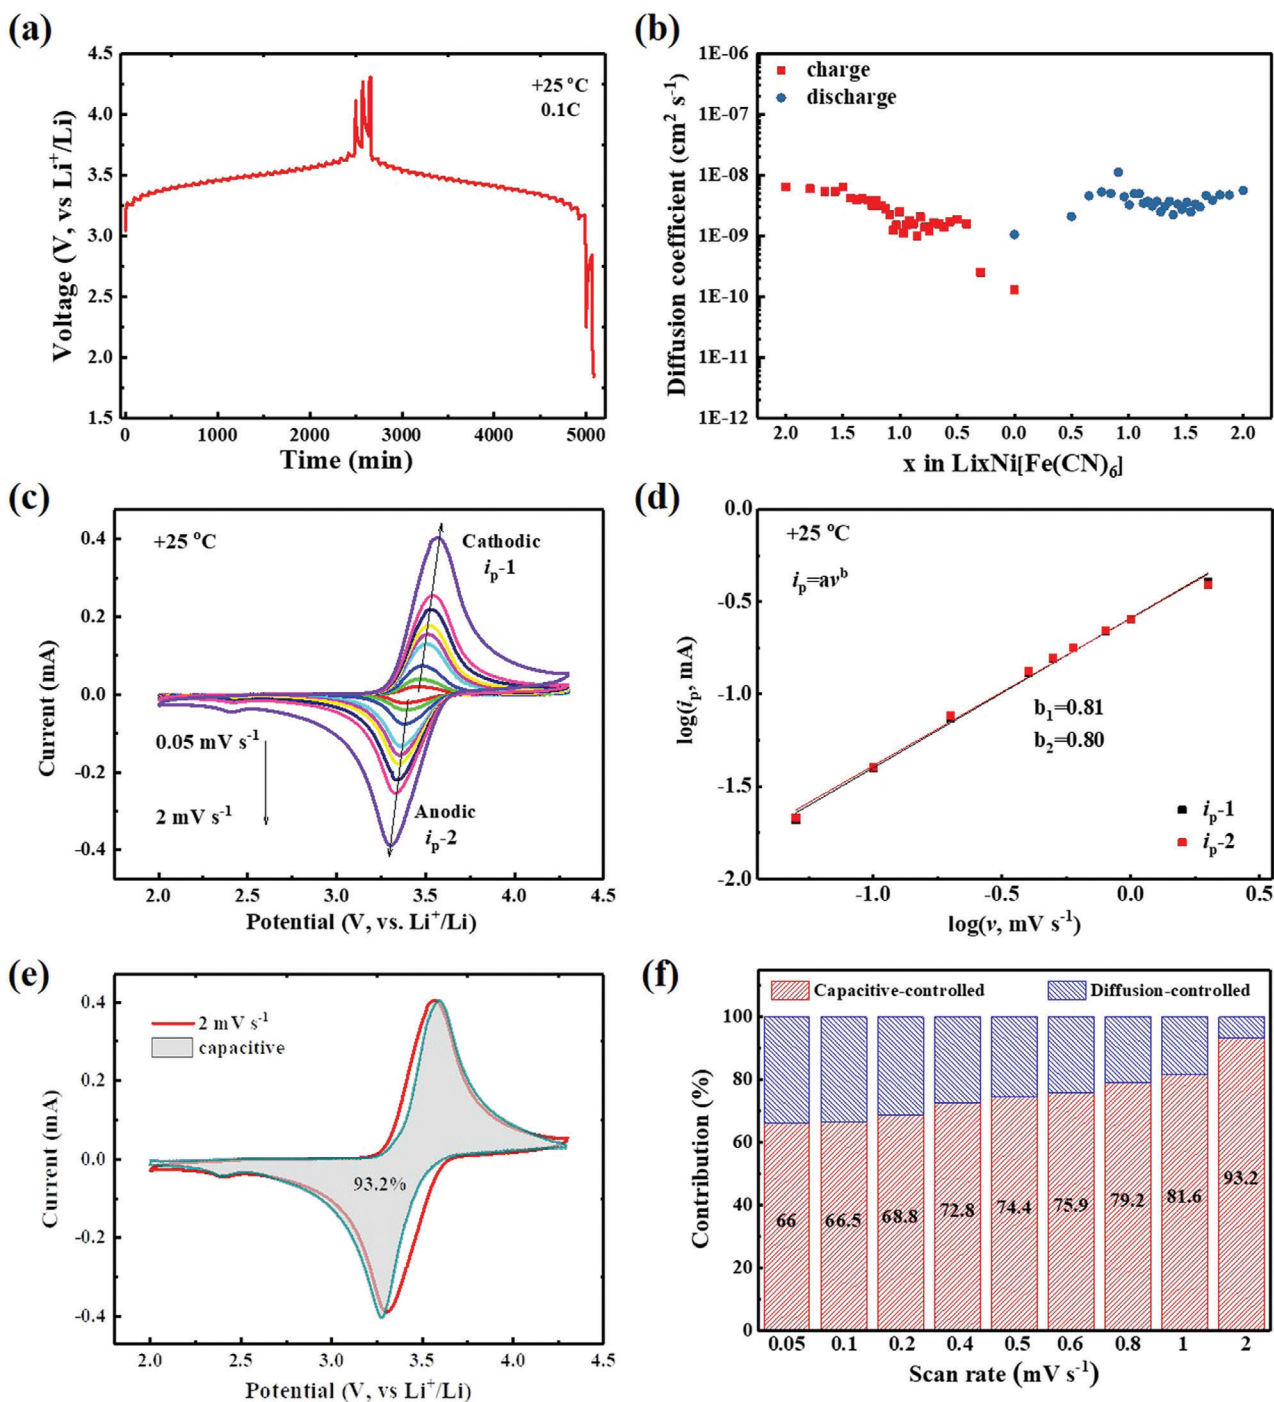 (a)
4.5
4.0
3.5
3.0
2.5
2.0
1.5
Voltage (V, vs Li⁺/Li)
+25 °C
0.1C
0 1000 2000 3000 4000 5000
Time (min)
(b)
1E-06
1E-07
1E-08
1E-09
1E-10
1E-11
1E-12
Diffusion coefficient (cm² s⁻¹)
charge
discharge
2.0 1.5 1.0 0.5 0.0 0.5 1.0 1.5 2.0
x in LixNi[Fe(CN)₆]
(c)
0.4
0.2
0.0
-0.2
-0.4
Current (mA)
+25 °C
Cathodic
iₚ-1
0.05 mV s⁻¹
2 mV s⁻¹
Anodic
iₚ-2
2.0 2.5 3.0 3.5 4.0 4.5
Potential (V, vs. Li⁺/Li)
(d)
0.0
-0.5
-1.0
-1.5
-2.0
log(iₚ, mA)
+25 °C
iₚ=avᵇ
b₁=0.81
b₂=0.80
iₚ-1
iₚ-2
-1.0 -0.5 0.0 0.5
log(v, mV s⁻¹)
(e)
0.4
0.2
0.0
-0.2
-0.4
Current (mA)
2 mV s⁻¹
capacitive
93.2%
2.0 2.5 3.0 3.5 4.0 4.5
Potential (V, vs Li⁺/Li)
(f)
100
80
60
40
20
0
Contribution (%)
Capacitive-controlled Diffusion-controlled
66 66.5 68.8 72.8 74.4 75.9 79.2 81.6 93.2
0.05 0.1 0.2 0.4 0.5 0.6 0.8 1 2
Scan rate (mV s⁻¹)